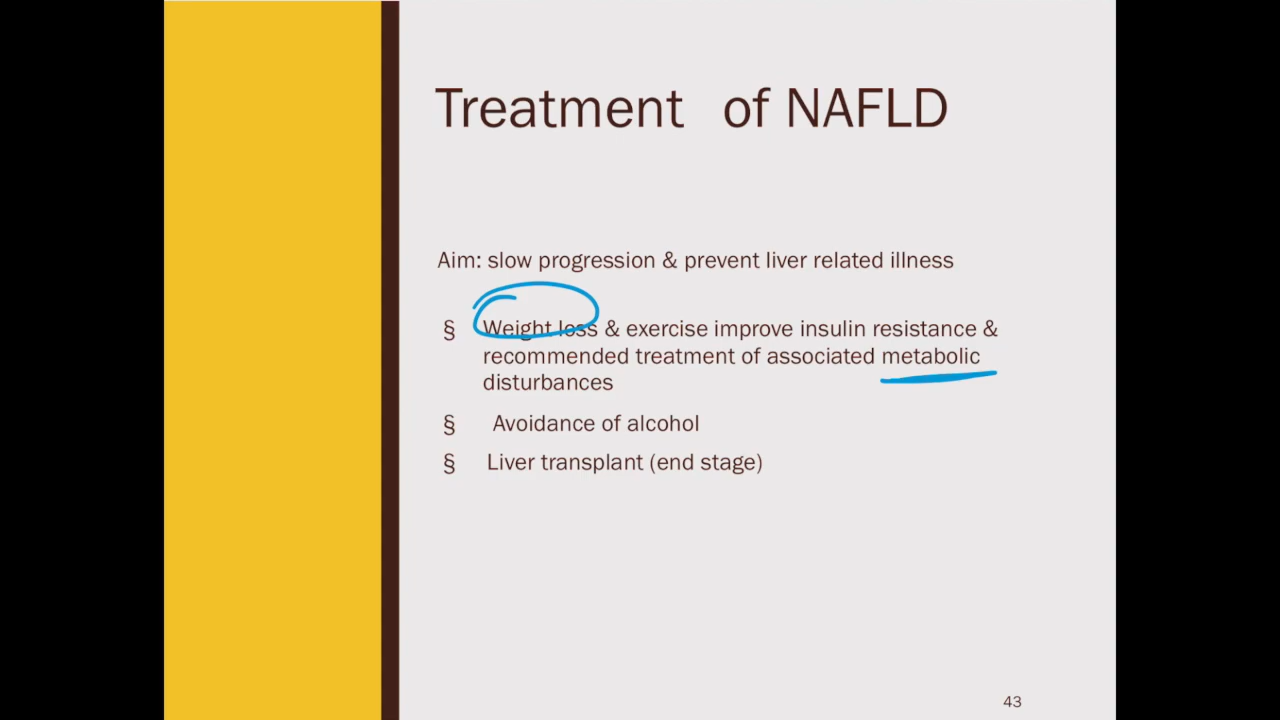 Treatment of NAFLD
Aim: slow progression & prevent liver related illness
§ Weight loss & exercise improve insulin resistance &
recommended treatment of associated metabolic
disturbances
§ Avoidance of alcohol
§ Liver transplant (end stage)
43